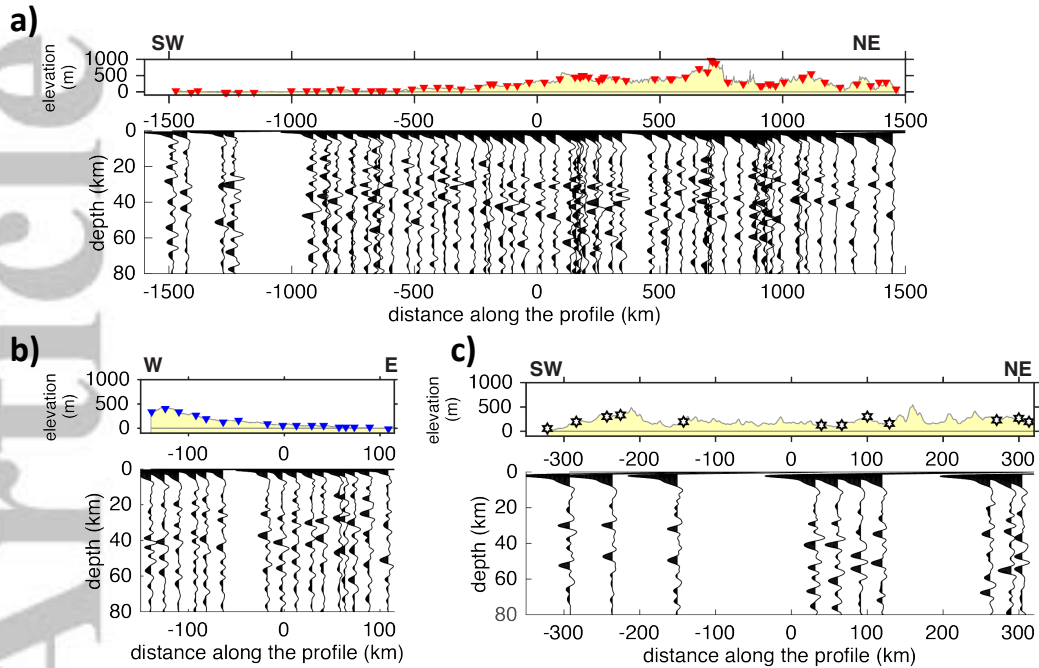 Article
a)
SW NE
elevation
(m)
1000
500
0
-1500 -1000 -500 0 500 1000 1500
depth (km)
0
20
40
60
80
-1500 -1000 -500 0 500 1000 1500
distance along the profile (km)
b)
W E
elevation
(m)
1000
500
0
-100 0 100
depth (km)
0
20
40
60
80
-100 0 100
distance along the profile (km)
c)
SW NE
elevation
(m)
1000
500
0
-300 -200 -100 0 100 200 300
depth (km)
0
20
40
60
80
-300 -200 -100 0 100 200 300
distance along the profile (km)